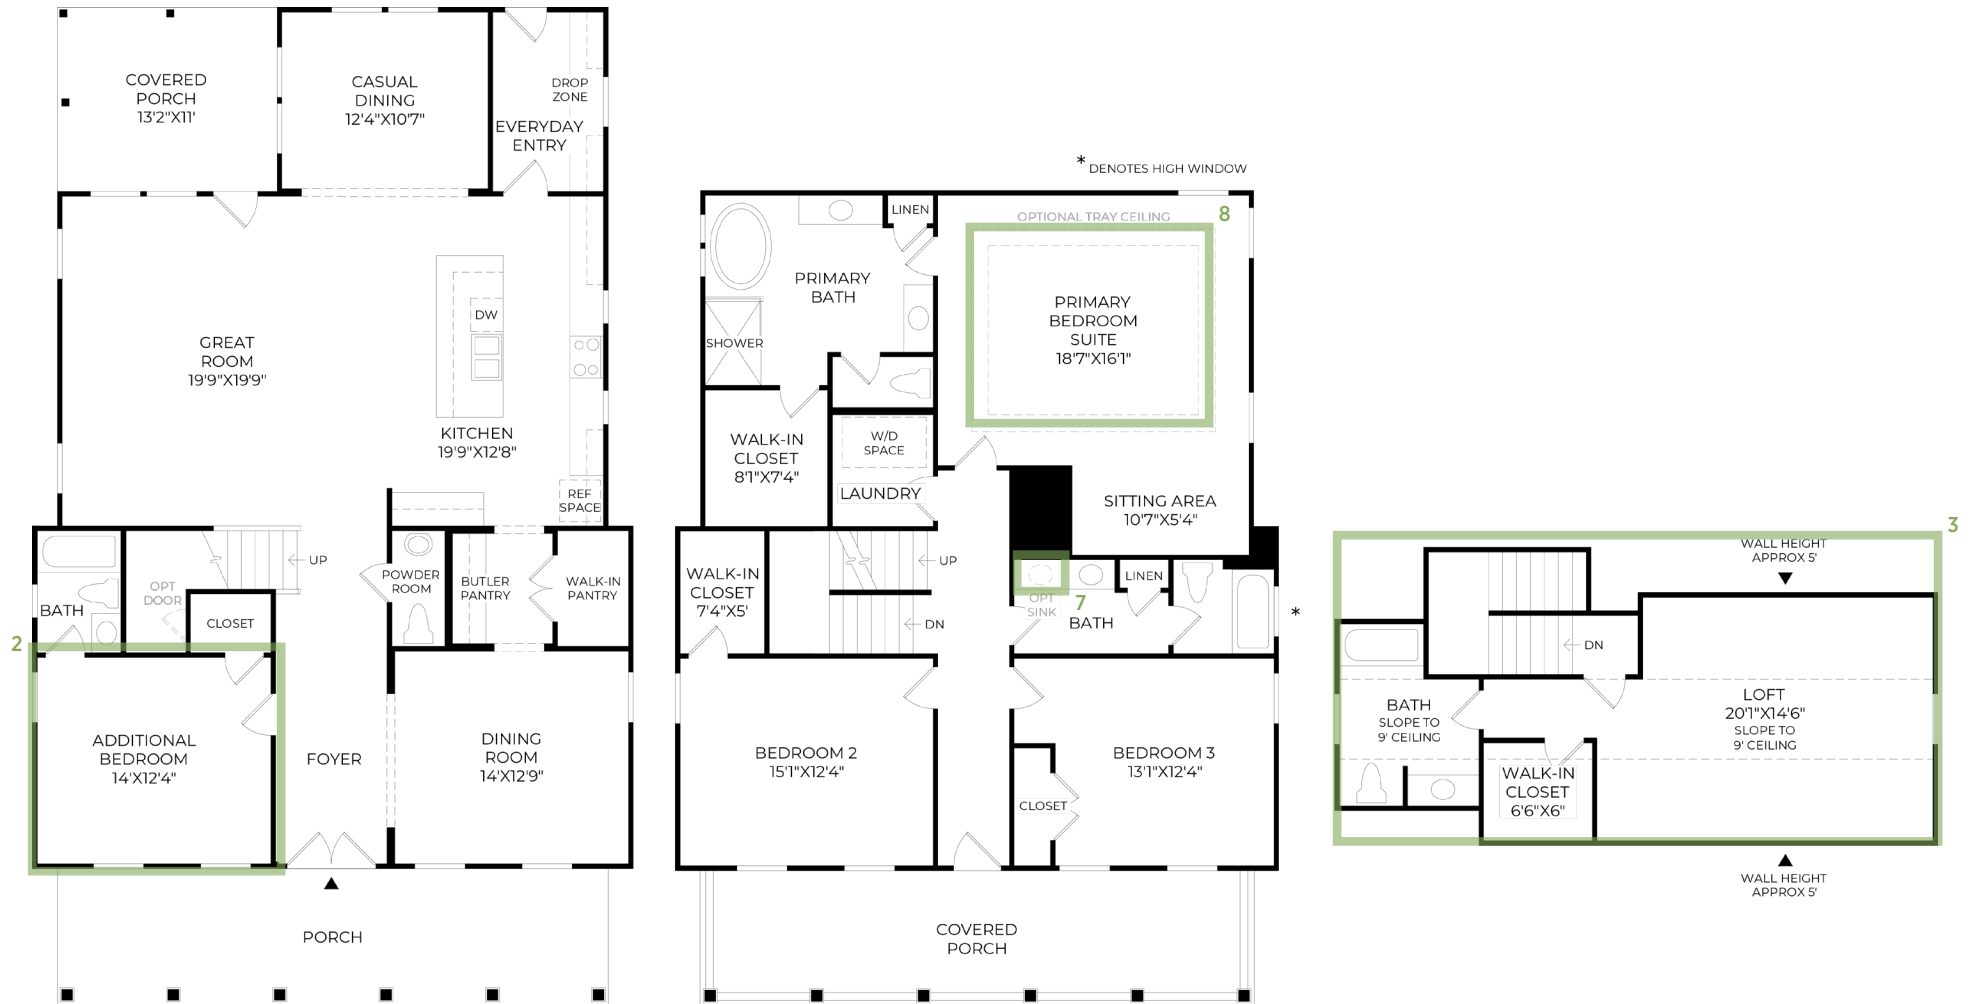 COVERED
PORCH
13'2"X11'
CASUAL
DINING
12'4"X10'7"
DROP
ZONE
EVERYDAY
ENTRY
GREAT
ROOM
19'9"X19'9"
DW
KITCHEN
19'9"X12'8"
REF
SPACE
UP
OPT
DOOR
BATH
CLOSET
POWDER
ROOM
BUTLER
PANTRY
WALK-IN
PANTRY
2
ADDITIONAL
BEDROOM
14'X12'4"
FOYER
DINING
ROOM
14'X12'9"
PORCH
* DENOTES HIGH WINDOW
LINEN
OPTIONAL TRAY CEILING
8
PRIMARY
BATH
SHOWER
PRIMARY
BEDROOM
SUITE
18'7"X16'1"
WALK-IN
CLOSET
8'1"X7'4"
W/D
SPACE
LAUNDRY
SITTING AREA
10'7"X5'4"
WALK-IN
CLOSET
7'4"X5'
UP
DN
OPT
SINK
7
BATH
LINEN
*
BEDROOM 2
15'1"X12'4"
BEDROOM 3
13'1"X12'4"
CLOSET
COVERED
PORCH
3
WALL HEIGHT
APPROX 5'
DN
BATH
SLOPE TO
9' CEILING
LOFT
20'1"X14'6"
SLOPE TO
9' CEILING
WALK-IN
CLOSET
6'6"X6"
WALL HEIGHT
APPROX 5'